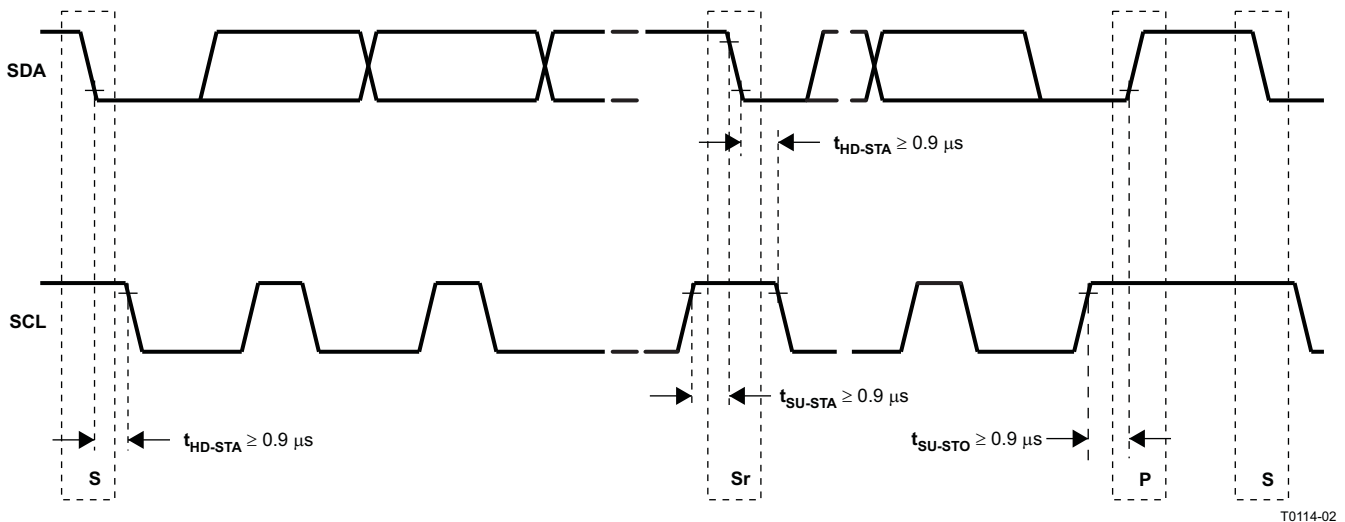 SDA
t_HD-STA ≥ 0.9 μs
SCL
t_SU-STA ≥ 0.9 μs
t_HD-STA ≥ 0.9 μs
t_SU-STO ≥ 0.9 μs
S
Sr
P
S
T0114-02